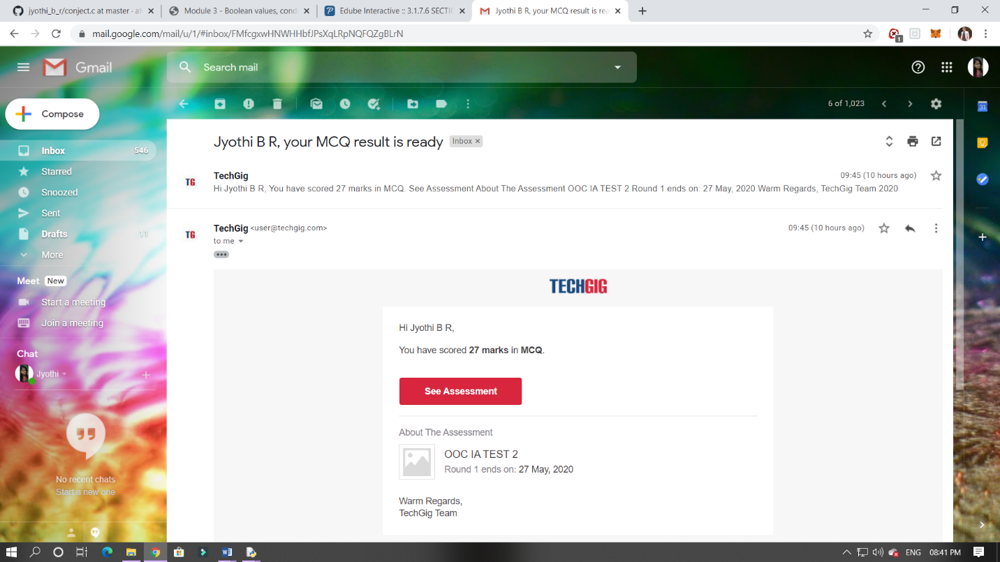 jyothi_b_r/conject.c at master · al
Module 3 - Boolean values, cond
Edube Interactive :: 3.1.7.6 SECTIO
Jyothi B R, your MCQ result is rea
mail.google.com/mail/u/1/#inbox/FMfcgxwHNWHHbfJPsXqLRpNQFQZgBLrN
1
Gmail
Search mail
Compose
6 of 1,023
31
Inbox 546
Starred
Snoozed
Sent
Drafts 11
More
Meet New
Start a meeting
Join a meeting
Chat
Jyothi
No recent chats
Start a new one
Jyothi B R, your MCQ result is ready Inbox ×
TG
TechGig 09:45 (10 hours ago)
Hi Jyothi B R, You have scored 27 marks in MCQ. See Assessment About The Assessment OOC IA TEST 2 Round 1 ends on: 27 May, 2020 Warm Regards, TechGig Team 2020
TG
TechGig <user@techgig.com> 09:45 (10 hours ago)
to me
TECHGIG
Hi Jyothi B R,
You have scored 27 marks in MCQ.
See Assessment
About The Assessment
OOC IA TEST 2
Round 1 ends on: 27 May, 2020
Warm Regards,
TechGig Team
ENG 08:41 PM